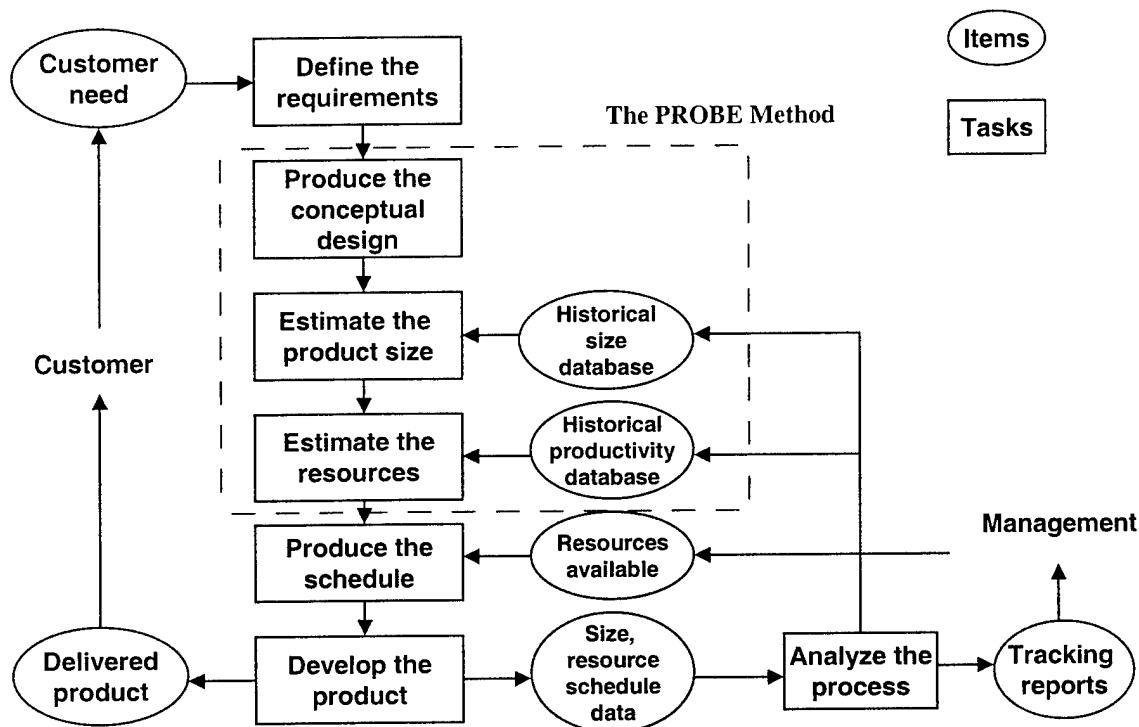 Customer
need
Define the
requirements
Items
The PROBE Method
Tasks
Produce the
conceptual
design
Estimate the
product size
Historical
size
database
Customer
Estimate the
resources
Historical
productivity
database
Produce the
schedule
Resources
available
Management
Delivered
product
Develop the
product
Size,
resource
schedule
data
Analyze the
process
Tracking
reports